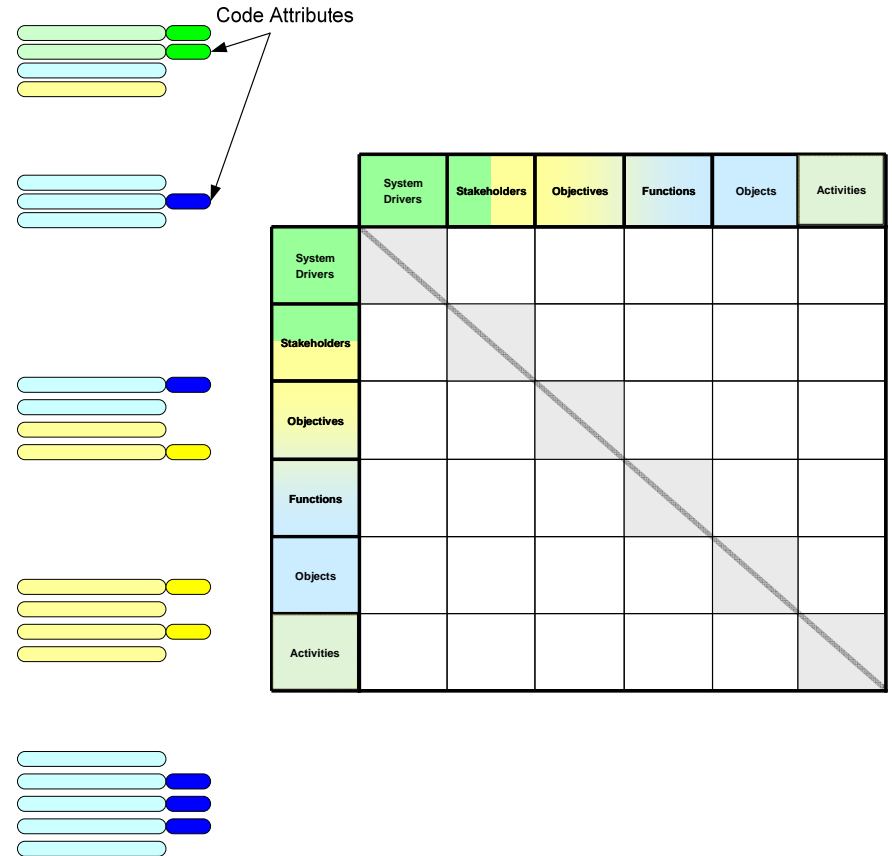 Code Attributes
System
Drivers
Stakeholders
Objectives
Functions
Objects
Activities
System
Drivers
Stakeholders
Objectives
Functions
Objects
Activities